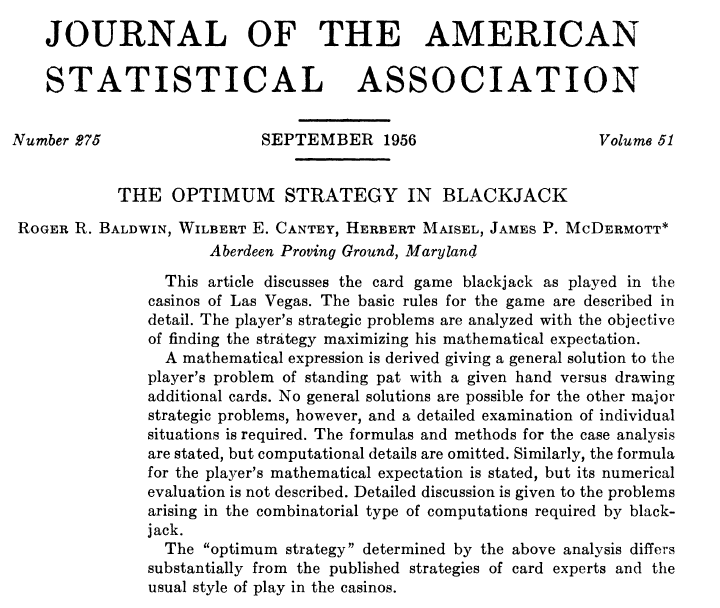 JOURNAL OF THE AMERICAN
STATISTICAL ASSOCIATION
Number 275 SEPTEMBER 1956 Volume 51
THE OPTIMUM STRATEGY IN BLACKJACK
ROGER R. BALDWIN, WILBERT E. CANTEY, HERBERT MAISEL, JAMES P. MCDERMOTT*
Aberdeen Proving Ground, Maryland
This article discusses the card game blackjack as played in the
casinos of Las Vegas. The basic rules for the game are described in
detail. The player's strategic problems are analyzed with the objective
of finding the strategy maximizing his mathematical expectation.
A mathematical expression is derived giving a general solution to the
player's problem of standing pat with a given hand versus drawing
additional cards. No general solutions are possible for the other major
strategic problems, however, and a detailed examination of individual
situations is required. The formulas and methods for the case analysis
are stated, but computational details are omitted. Similarly, the formula
for the player's mathematical expectation is stated, but its numerical
evaluation is not described. Detailed discussion is given to the problems
arising in the combinatorial type of computations required by black-
jack.
The "optimum strategy" determined by the above analysis differs
substantially from the published strategies of card experts and the
usual style of play in the casinos.